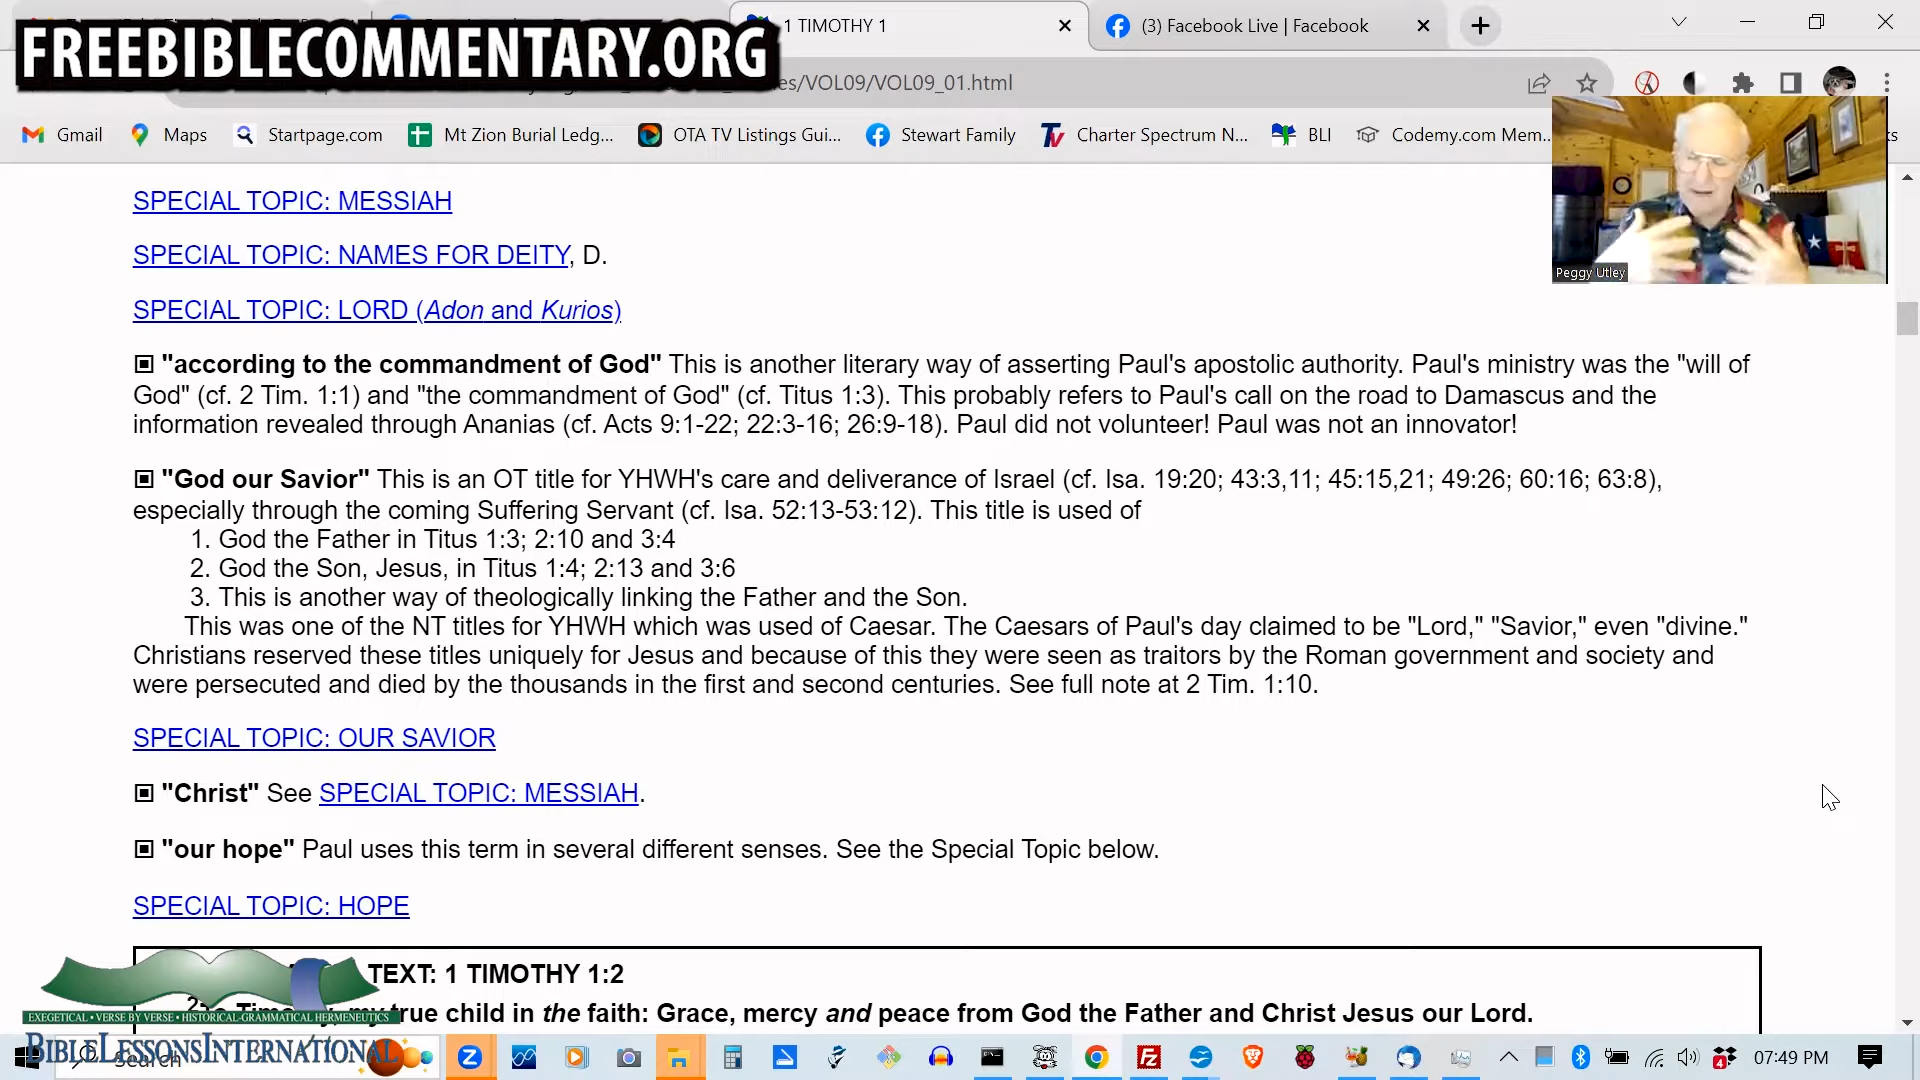 FREEBIBLECOMMENTARY.ORG
1 TIMOTHY 1
(3) Facebook Live | Facebook
es/VOL09/VOL09_01.html
Gmail
Maps
Startpage.com
Mt Zion Burial Ledg...
OTA TV Listings Gui...
Stewart Family
Charter Spectrum N...
BLI
Codemy.com Mem...
ks
Peggy Utley
SPECIAL TOPIC: MESSIAH
SPECIAL TOPIC: NAMES FOR DEITY, D.
SPECIAL TOPIC: LORD (Adon and Kurios)
"according to the commandment of God" This is another literary way of asserting Paul's apostolic authority. Paul's ministry was the "will of
God" (cf. 2 Tim. 1:1) and "the commandment of God" (cf. Titus 1:3). This probably refers to Paul's call on the road to Damascus and the
information revealed through Ananias (cf. Acts 9:1-22; 22:3-16; 26:9-18). Paul did not volunteer! Paul was not an innovator!
"God our Savior" This is an OT title for YHWH's care and deliverance of Israel (cf. Isa. 19:20; 43:3,11; 45:15,21; 49:26; 60:16; 63:8),
especially through the coming Suffering Servant (cf. Isa. 52:13-53:12). This title is used of
1. God the Father in Titus 1:3; 2:10 and 3:4
2. God the Son, Jesus, in Titus 1:4; 2:13 and 3:6
3. This is another way of theologically linking the Father and the Son.
This was one of the NT titles for YHWH which was used of Caesar. The Caesars of Paul's day claimed to be "Lord," "Savior," even "divine."
Christians reserved these titles uniquely for Jesus and because of this they were seen as traitors by the Roman government and society and
were persecuted and died by the thousands in the first and second centuries. See full note at 2 Tim. 1:10.
SPECIAL TOPIC: OUR SAVIOR
"Christ" See SPECIAL TOPIC: MESSIAH.
"our hope" Paul uses this term in several different senses. See the Special Topic below.
SPECIAL TOPIC: HOPE
TEXT: 1 TIMOTHY 1:2
my true child in the faith: Grace, mercy and peace from God the Father and Christ Jesus our Lord.
EXEGETICAL • VERSE BY VERSE • HISTORICAL-GRAMMATICAL HERMENEUTICS
BIBLELESSONSINTERNATIONAL
Search
07:49 PM